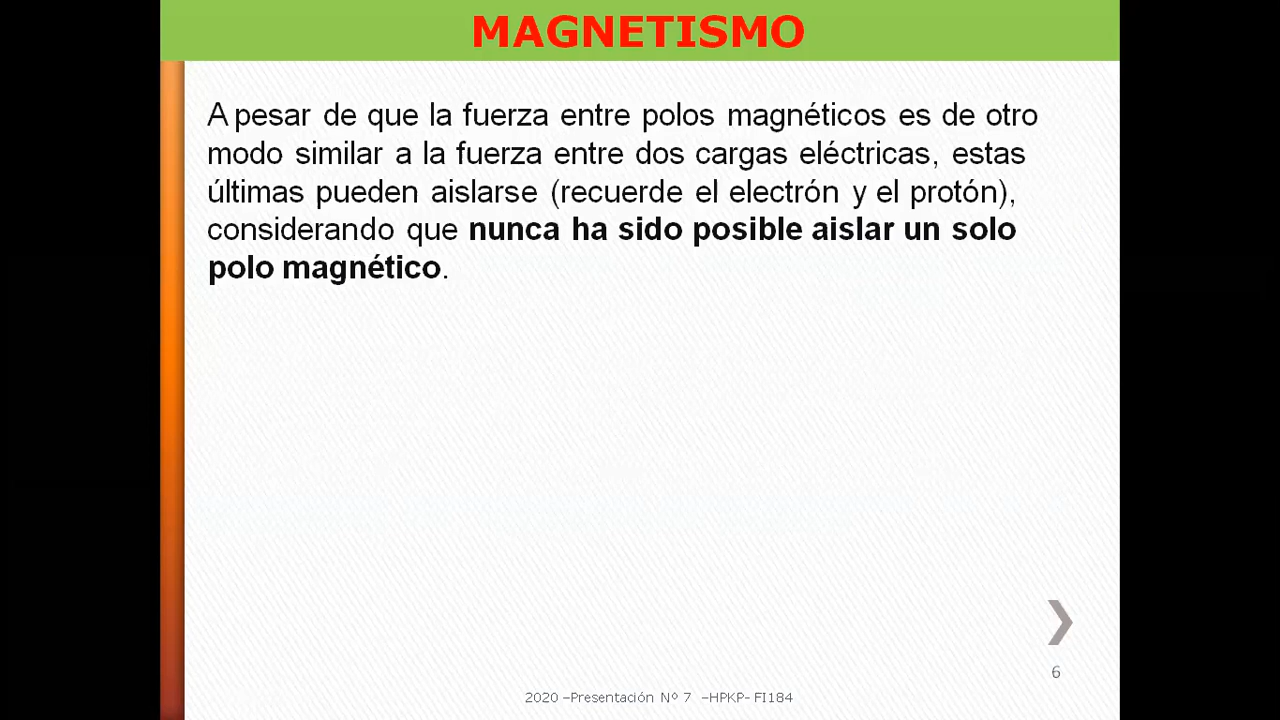 MAGNETISMO
A pesar de que la fuerza entre polos magnéticos es de otro
modo similar a la fuerza entre dos cargas eléctricas, estas
últimas pueden aislarse (recuerde el electrón y el protón),
considerando que nunca ha sido posible aislar un solo
polo magnético.
6
2020 –Presentación Nº 7 –HPKP- FI184